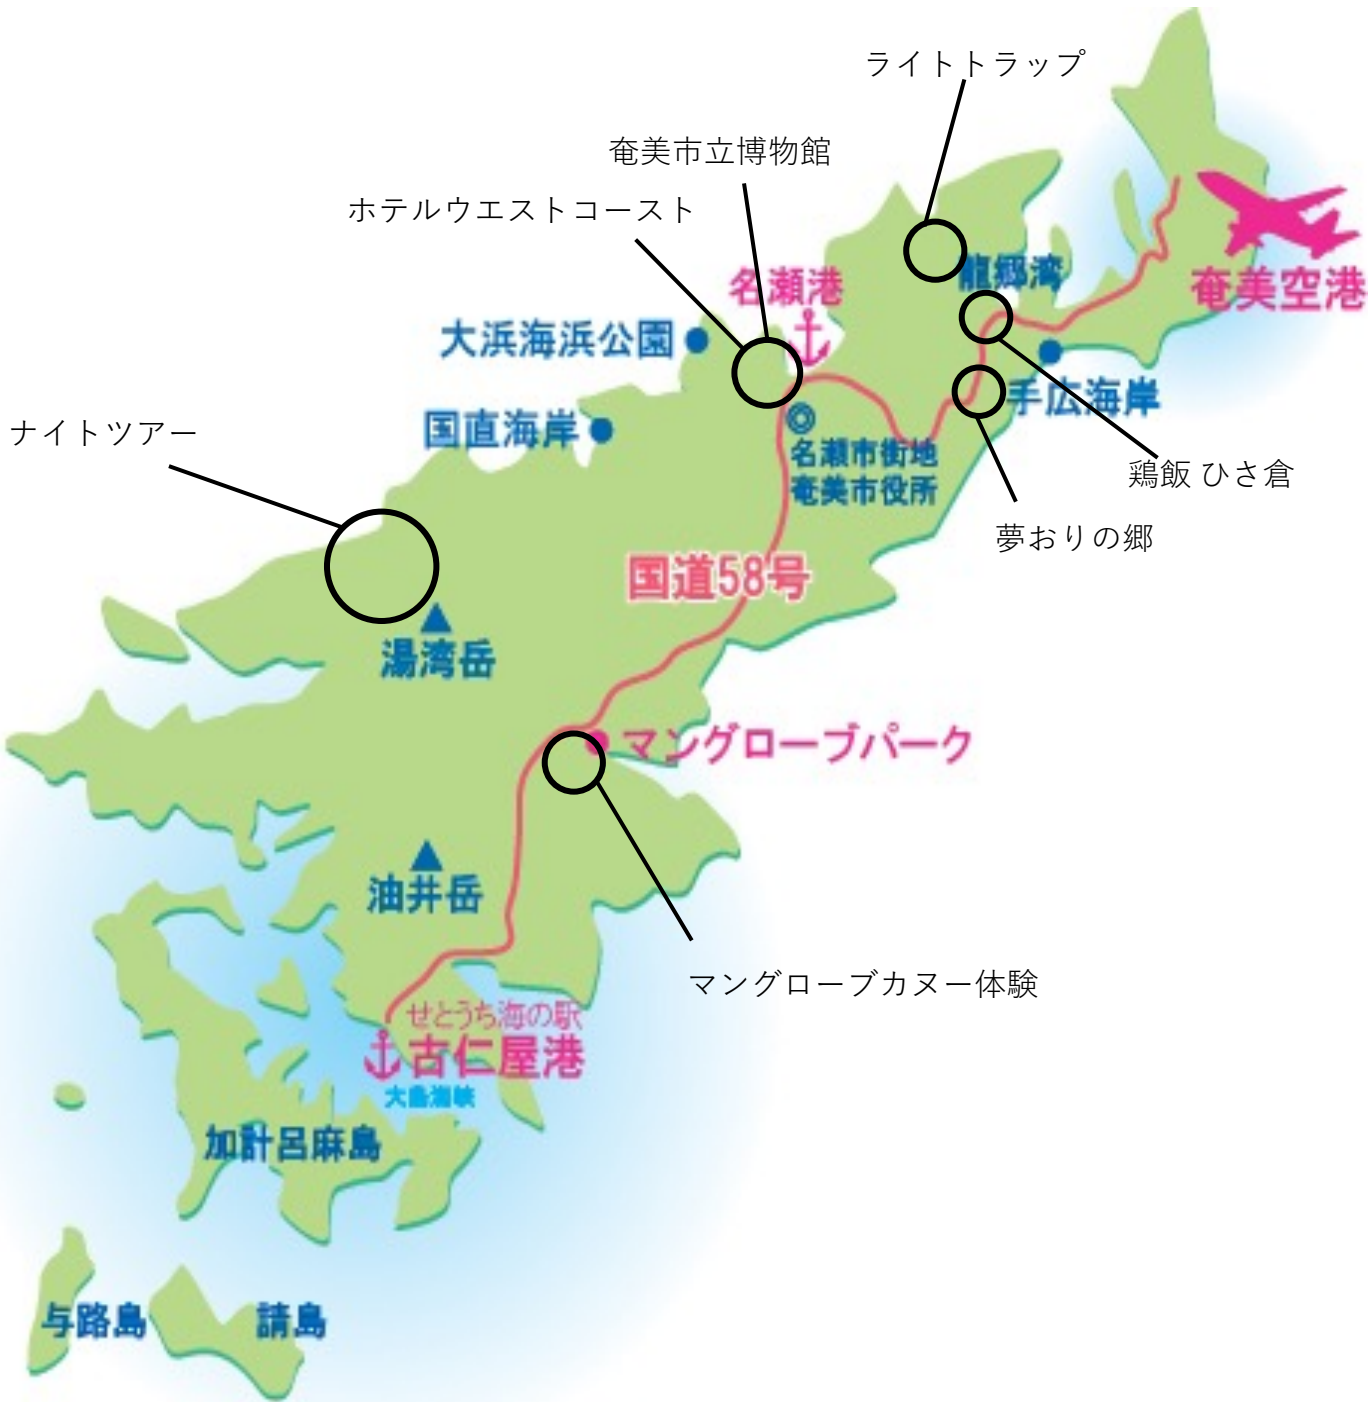 ライトトラップ
奄美市立博物館
ホテルウエストコースト
龍郷湾
名瀬港
奄美空港
大浜海浜公園
手広海岸
国直海岸
ナイトツアー
名瀬市街地
奄美市役所
鶏飯 ひさ倉
夢おりの郷
国道58号
湯湾岳
マングローブパーク
油井岳
マングローブカヌー体験
せとうち海の駅
古仁屋港
大島海峡
加計呂麻島
与路島
請島